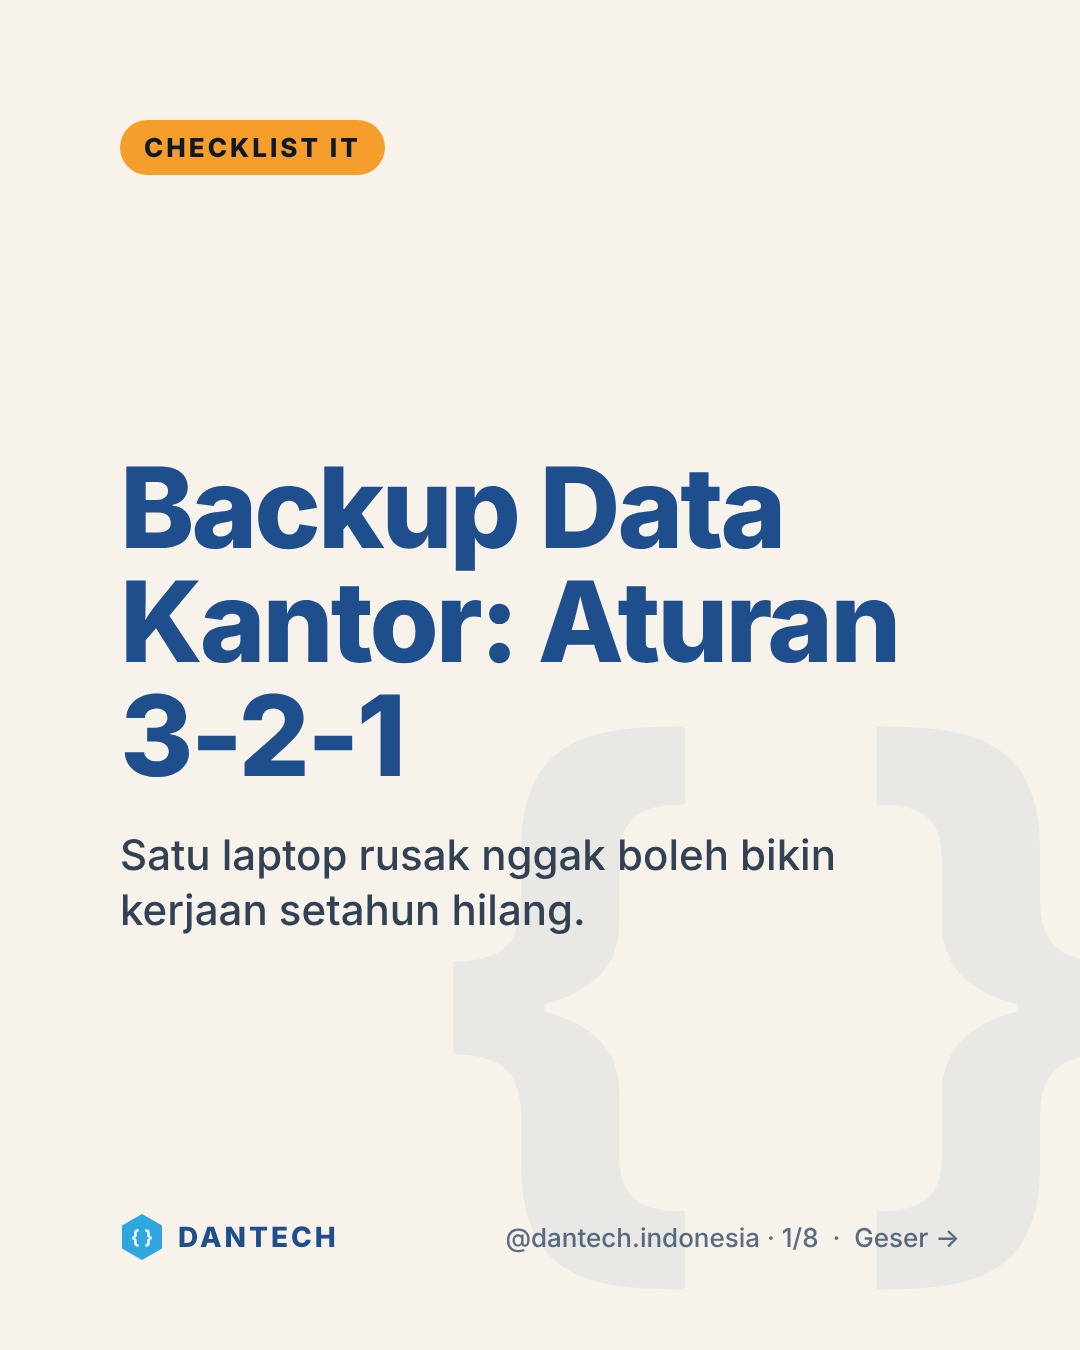 CHECKLIST IT
Backup Data
Kantor: Aturan
3-2-1
Satu laptop rusak nggak boleh bikin
kerjaan setahun hilang.
{}
DANTECH
@dantech.indonesia · 1/8 · Geser →